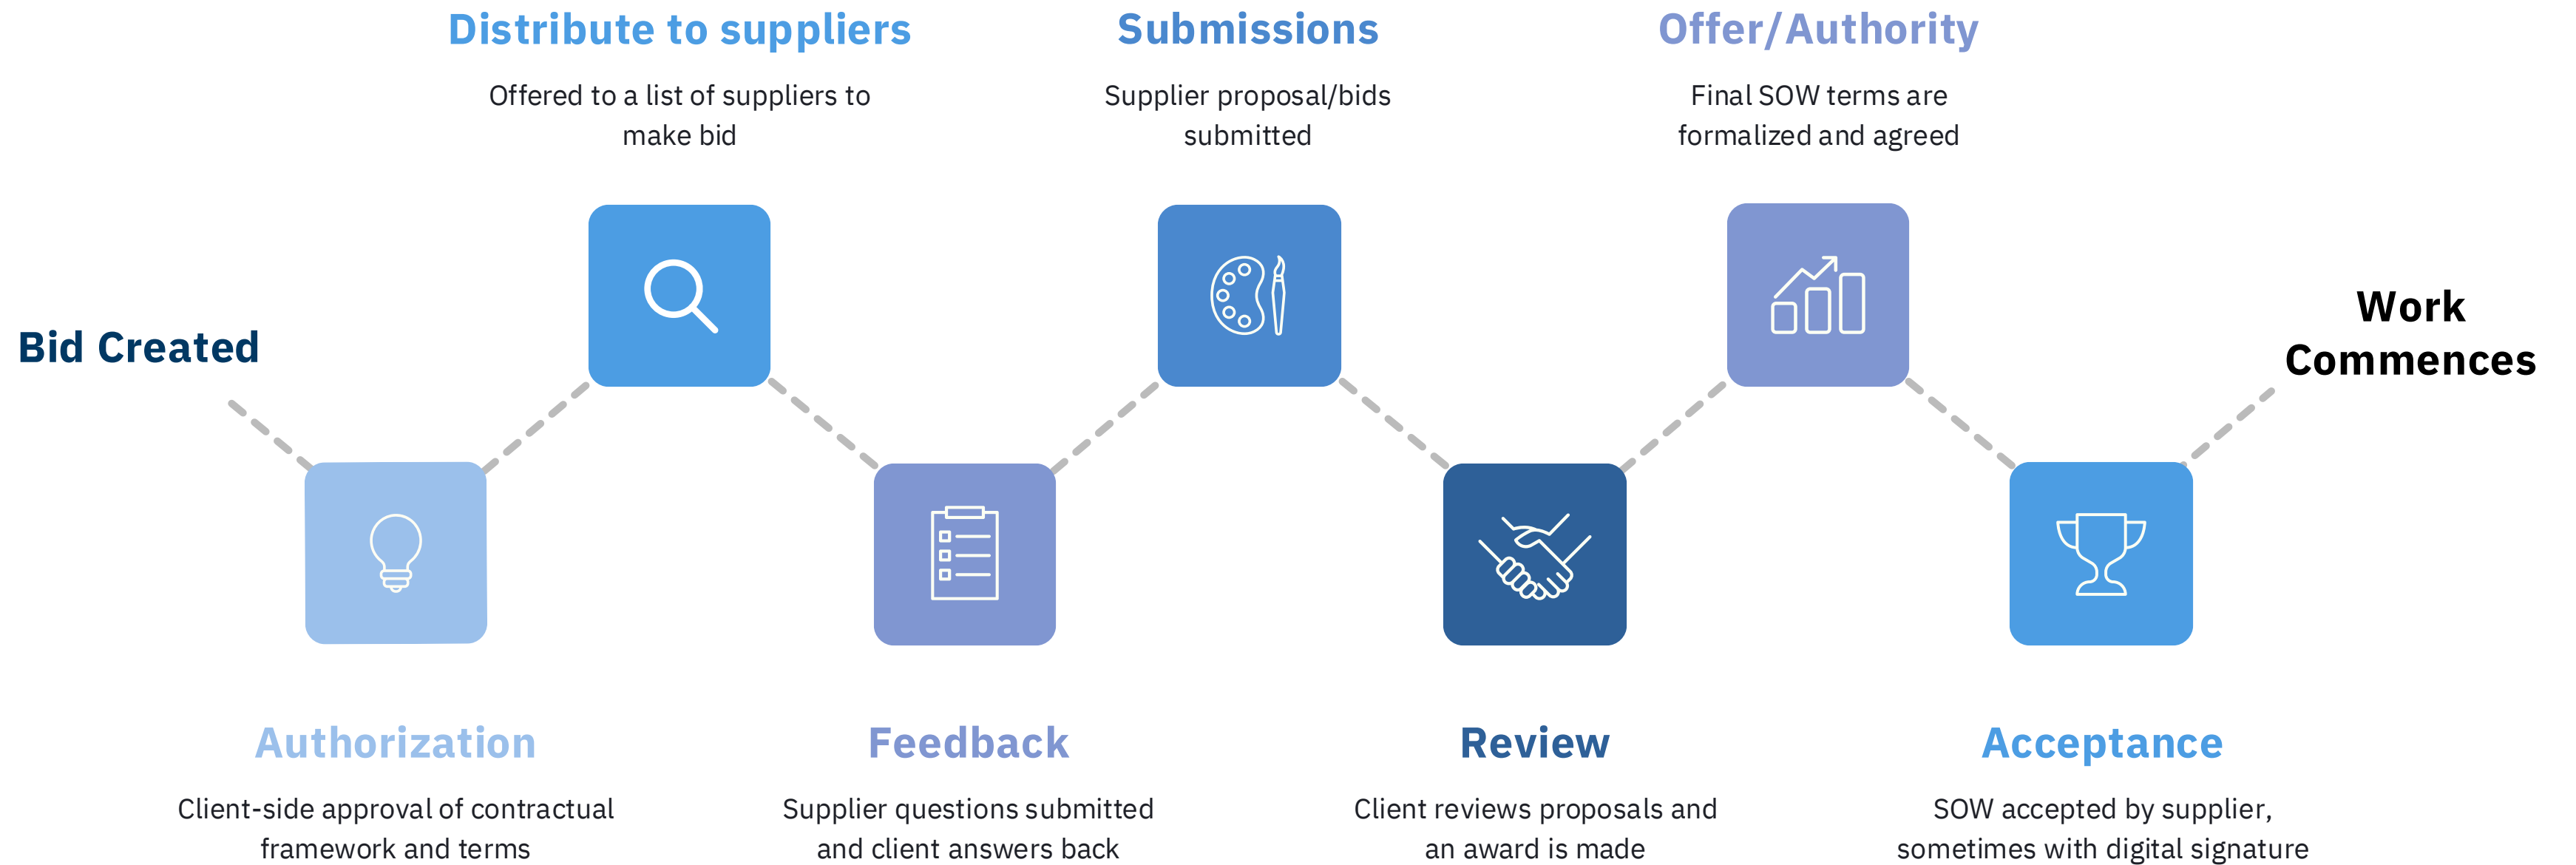 Distribute to suppliers
Offered to a list of suppliers to
make bid
Submissions
Supplier proposal/bids
submitted
Offer/Authority
Final SOW terms are
formalized and agreed
Bid Created
Work
Commences
Authorization
Client-side approval of contractual
framework and terms
Feedback
Supplier questions submitted
and client answers back
Review
Client reviews proposals and
an award is made
Acceptance
SOW accepted by supplier,
sometimes with digital signature